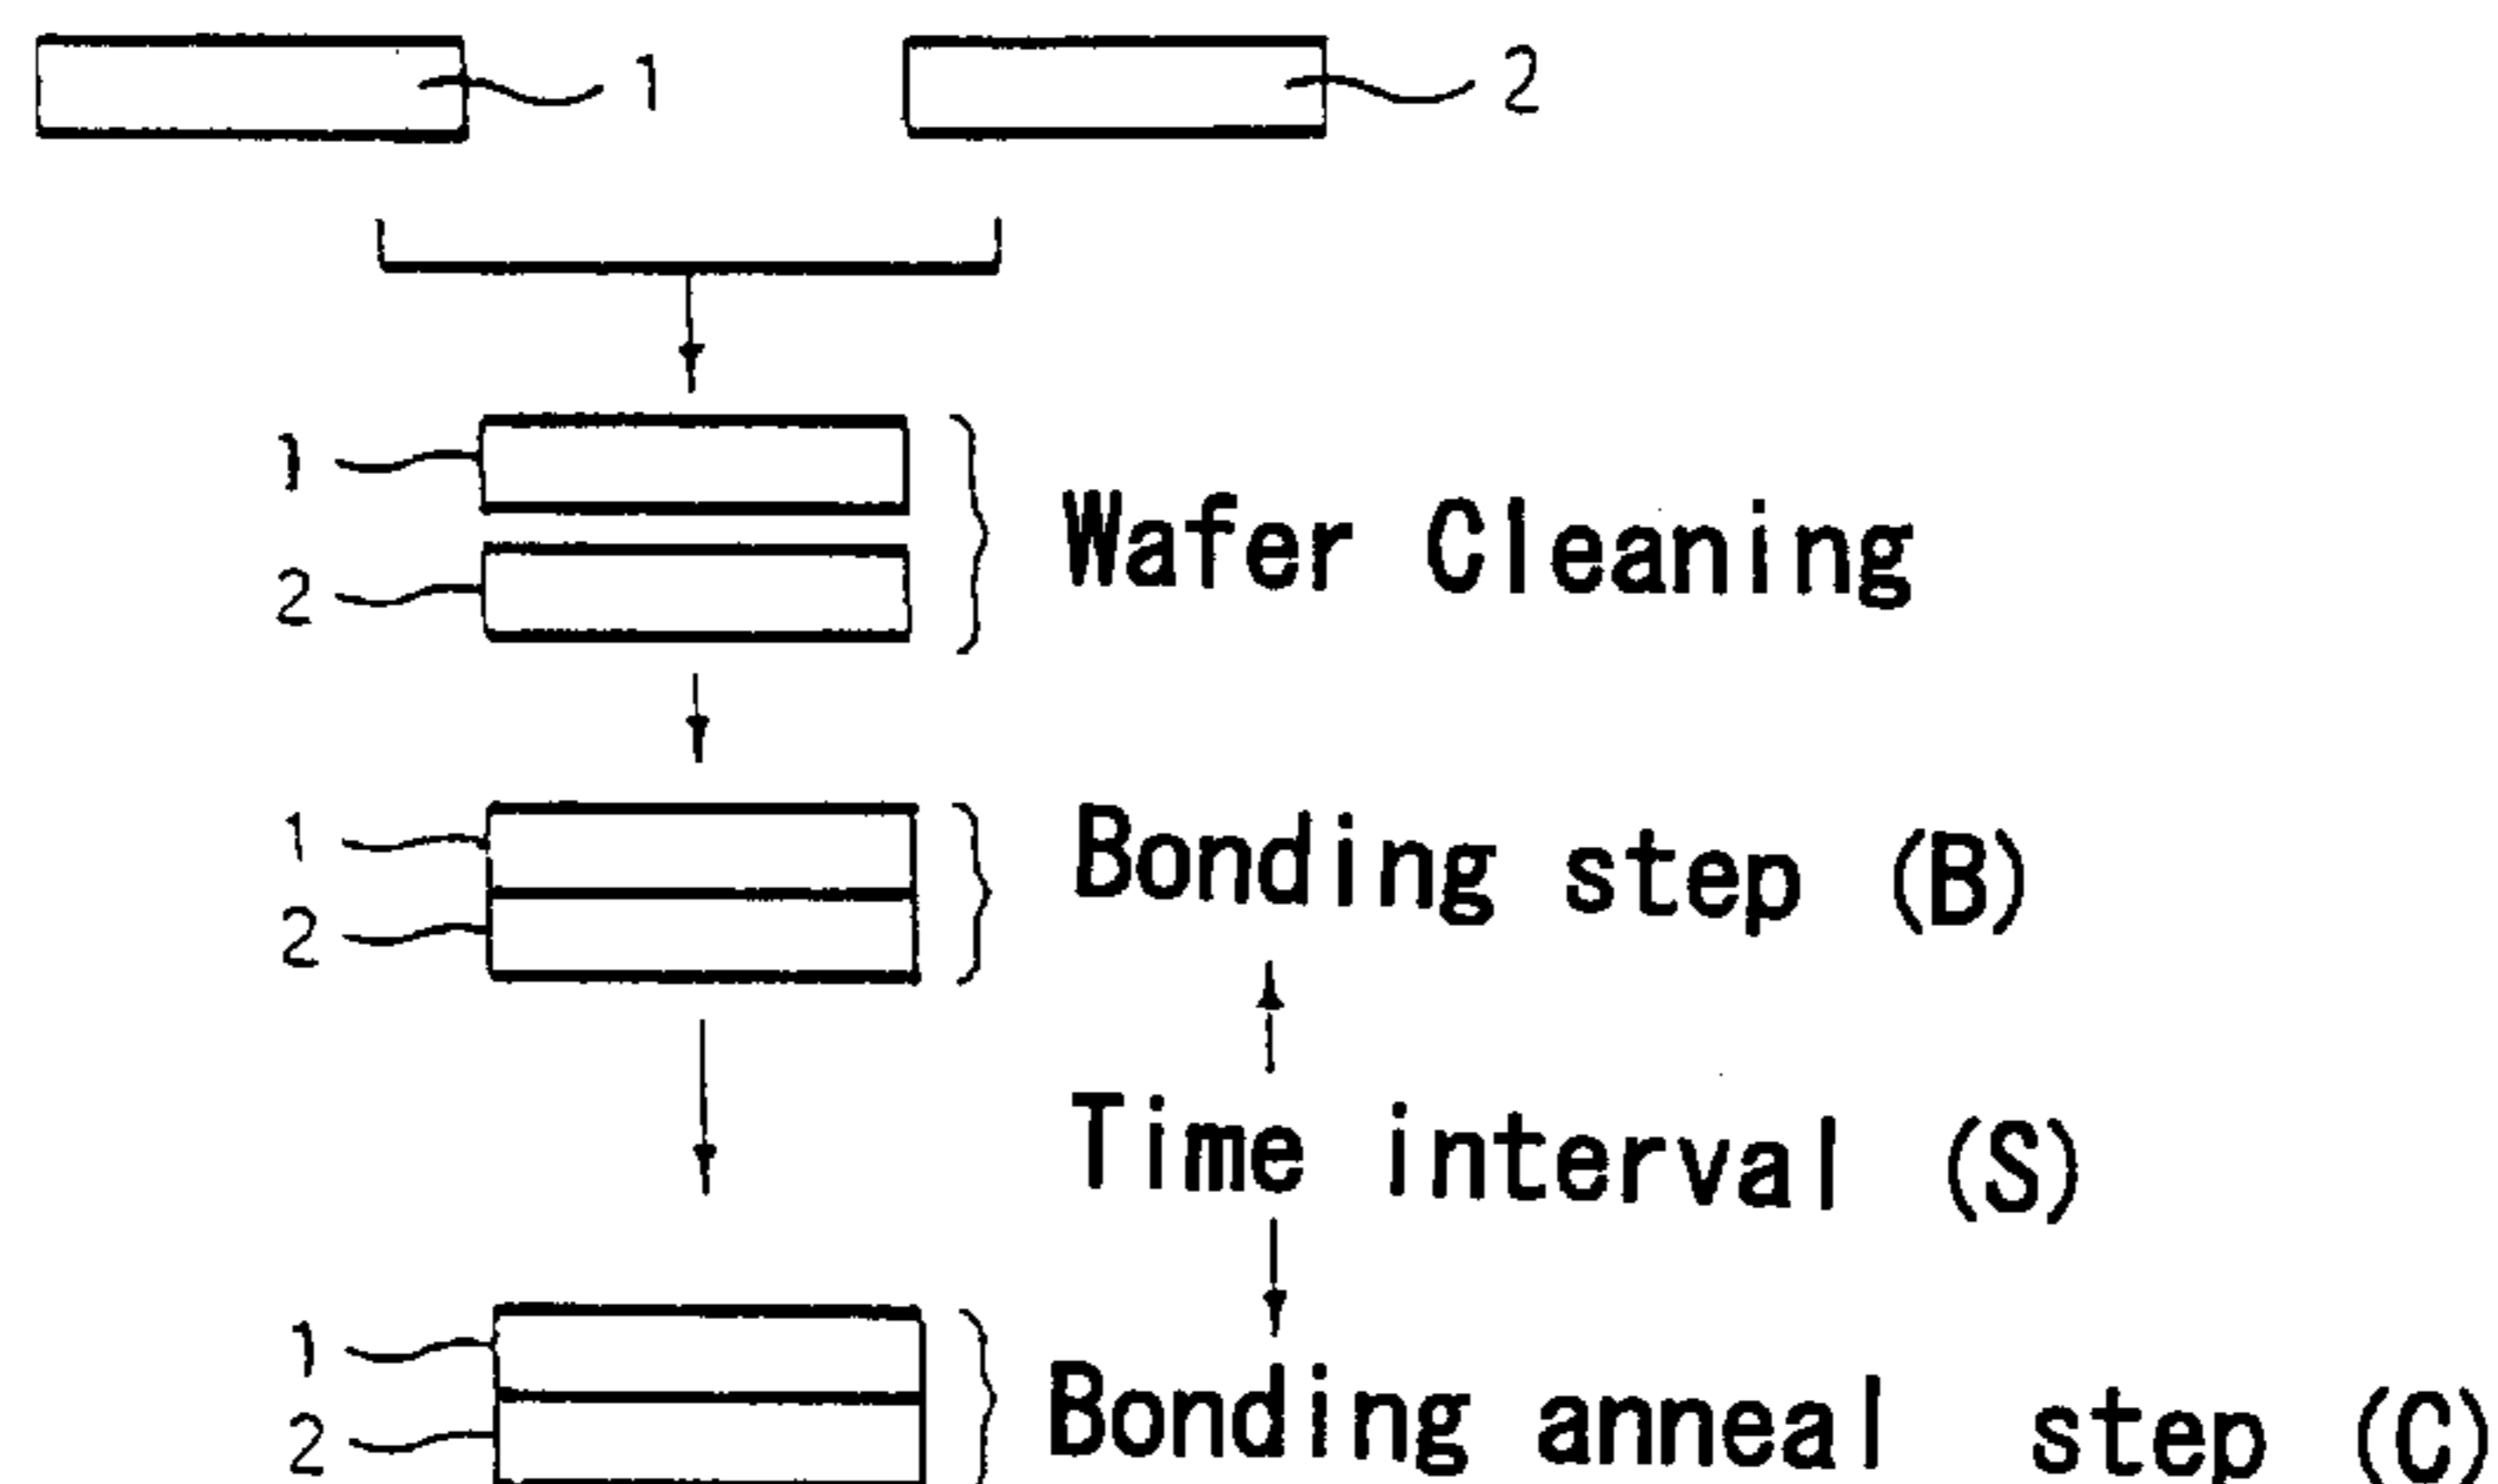 1
2
1
2
Wafer Cleaning
1
2
Bonding step (B)
Time interval (S)
1
2
Bonding anneal step (C)